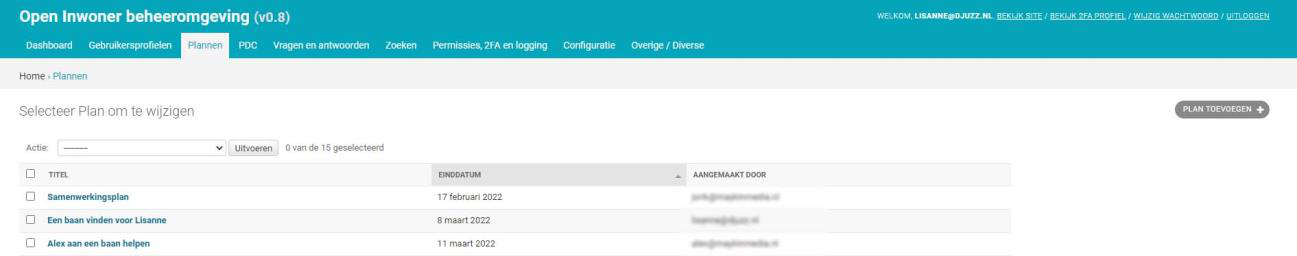 Open Inwoner beheeromgeving (v0.8)
WELKOM, LISANNE@DJUZZ.NL. BEKIJK SITE / BEKIJK 2FA PROFIEL / WIJZIG WACHTWOORD / UITLOGGEN
Dashboard Gebruikersprofielen Plannen PDC Vragen en antwoorden Zoeken Permissies, 2FA en logging Configuratie Overige / Diverse
Home › Plannen
Selecteer Plan om te wijzigen
PLAN TOEVOEGEN +
Actie: --------- Uitvoeren 0 van de 15 geselecteerd
TITEL EINDDATUM AANGEMAAKT DOOR
Samenwerkingsplan 17 februari 2022
Een baan vinden voor Lisanne 8 maart 2022
Alex aan een baan helpen 11 maart 2022